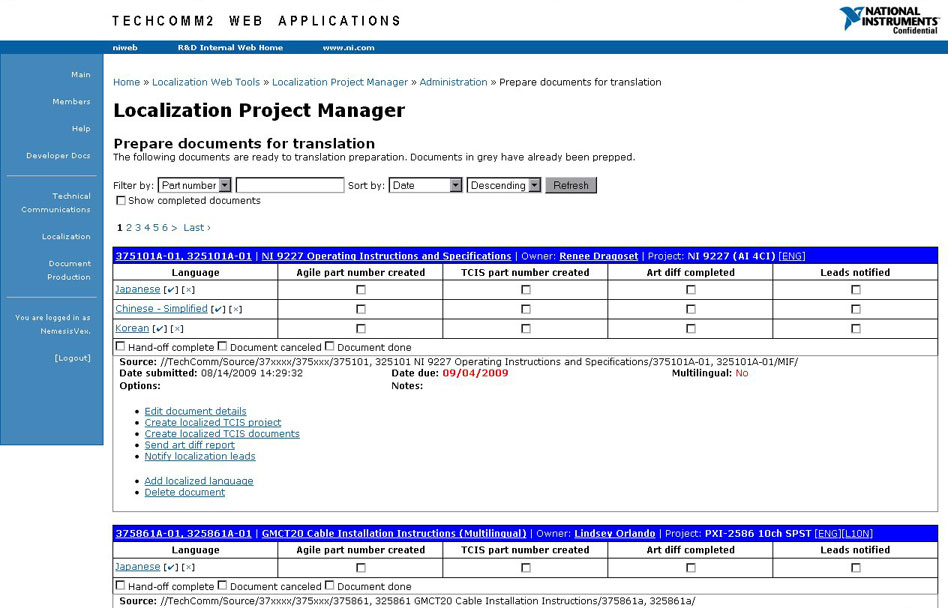 TECHCOMM2 WEB APPLICATIONS
NATIONAL INSTRUMENTS™
Confidential
niweb R&D Internal Web Home www.ni.com
Main
Members
Help
Developer Docs
Technical Communications
Localization
Document Production
You are logged in as NemesisVex.
[Logout]
Home » Localization Web Tools » Localization Project Manager » Administration » Prepare documents for translation
Localization Project Manager
Prepare documents for translation
The following documents are ready to translation preparation. Documents in grey have already been prepped.
Filter by: Part number Sort by: Date Descending Refresh
Show completed documents
1 2 3 4 5 6 > Last ›
375101A-01, 325101A-01 | NI 9227 Operating Instructions and Specifications | Owner: Renee Dragoset | Project: NI 9227 (AI 4CI) [ENG]
Language Agile part number created TCIS part number created Art diff completed Leads notified
Japanese [✔] [×]
Chinese - Simplified [✔] [×]
Korean [✔] [×]
Hand-off complete Document canceled Document done
Source: //TechComm/Source/37xxxx/375xxx/375101, 325101 NI 9227 Operating Instructions and Specifications/375101A-01, 325101A-01/MIF/
Date submitted: 08/14/2009 14:29:32 Date due: 09/04/2009 Multilingual: No
Options: Notes:
• Edit document details
• Create localized TCIS project
• Create localized TCIS documents
• Send art diff report
• Notify localization leads
• Add localized language
• Delete document
375861A-01, 325861A-01 | GMCT20 Cable Installation Instructions (Multilingual) | Owner: Lindsey Orlando | Project: PXI-2586 10ch SPST [ENG][L10N]
Language Agile part number created TCIS part number created Art diff completed Leads notified
Japanese [✔] [×]
Hand-off complete Document canceled Document done
Source: //TechComm/Source/37xxxx/375xxx/375861, 325861 GMCT20 Cable Installation Instructions/375861a, 325861a/